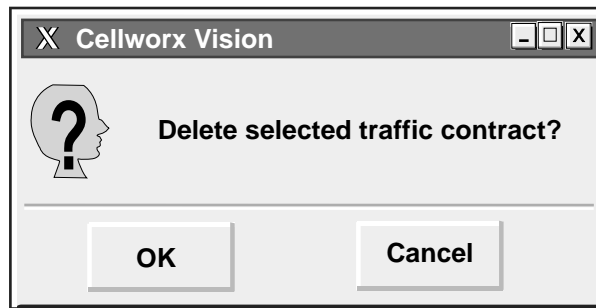 X Cellworx Vision
?
Delete selected traffic contract?
OK
Cancel